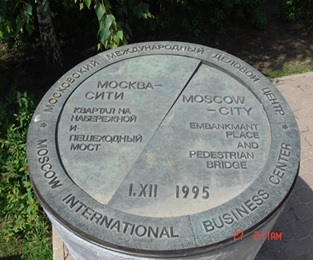 МОСКОВСКИЙ МЕЖДУНАРОДНЫЙ ДЕЛОВОЙ ЦЕНТР
МОСКВА-
СИТИ
КВАРТАЛ НА
НАБЕРЕЖНОЙ
И
ПЕШЕХОДНЫЙ
МОСТ
MOSCOW
-CITY
EMBANKMANT
PLACE
AND
PEDESTRIAN
BRIDGE
1.XII 1995
MOSCOW INTERNATIONAL BUSINESS CENTER